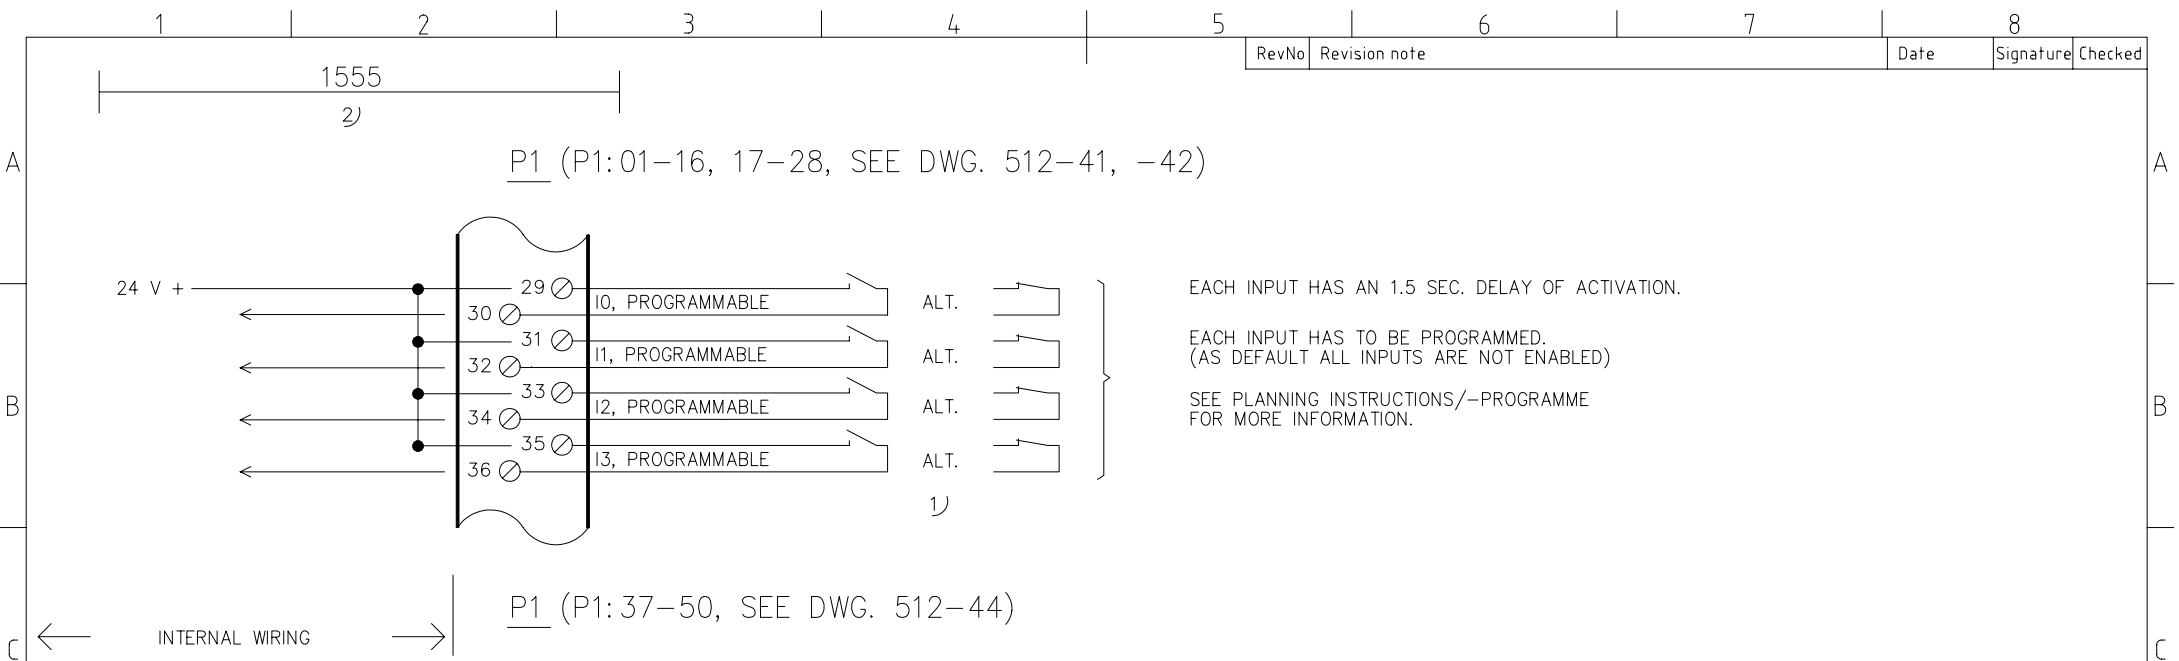 1 2 3 4 5 6 7 8
RevNo Revision note Date Signature Checked
1555
2)
A A
P1 (P1:01-16, 17-28, SEE DWG. 512-41, -42)
24 V + 29 EACH INPUT HAS AN 1.5 SEC. DELAY OF ACTIVATION.
I0, PROGRAMMABLE ALT.
30
31 EACH INPUT HAS TO BE PROGRAMMED.
I1, PROGRAMMABLE ALT. (AS DEFAULT ALL INPUTS ARE NOT ENABLED)
32
33 SEE PLANNING INSTRUCTIONS/-PROGRAMME
B I2, PROGRAMMABLE ALT. B
34 FOR MORE INFORMATION.
35
I3, PROGRAMMABLE ALT.
36
1)
P1 (P1:37-50, SEE DWG. 512-44)
INTERNAL WIRING
C C